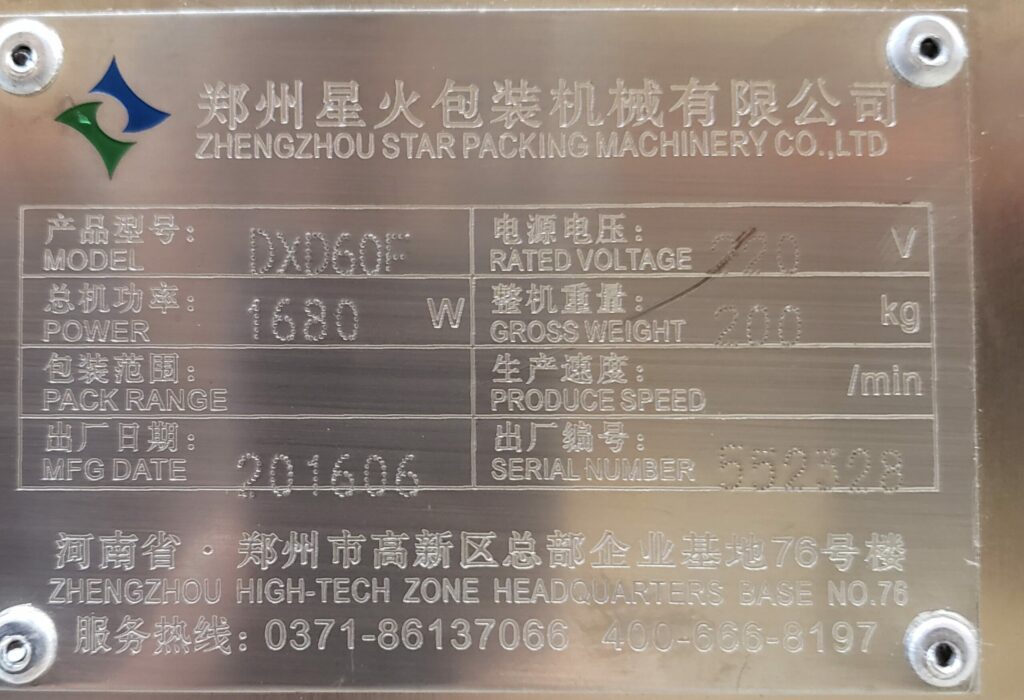 郑州星火包装机械有限公司
ZHENGZHOU STAR PACKING MACHINERY CO.,LTD
产品型号: DXD60F 电源电压: 220 V
MODEL RATED VOLTAGE
总机功率: 1680 W 整机重量: 200 kg
POWER GROSS WEIGHT
包装范围: 生产速度: /min
PACK RANGE PRODUCE SPEED
出厂日期: 201606 出厂编号: 552328
MFG DATE SERIAL NUMBER
河南省·郑州市高新区总部企业基地76号楼
ZHENGZHOU HIGH-TECH ZONE HEADQUARTERS BASE NO.76
服务热线: 0371-86137066 400-666-8197